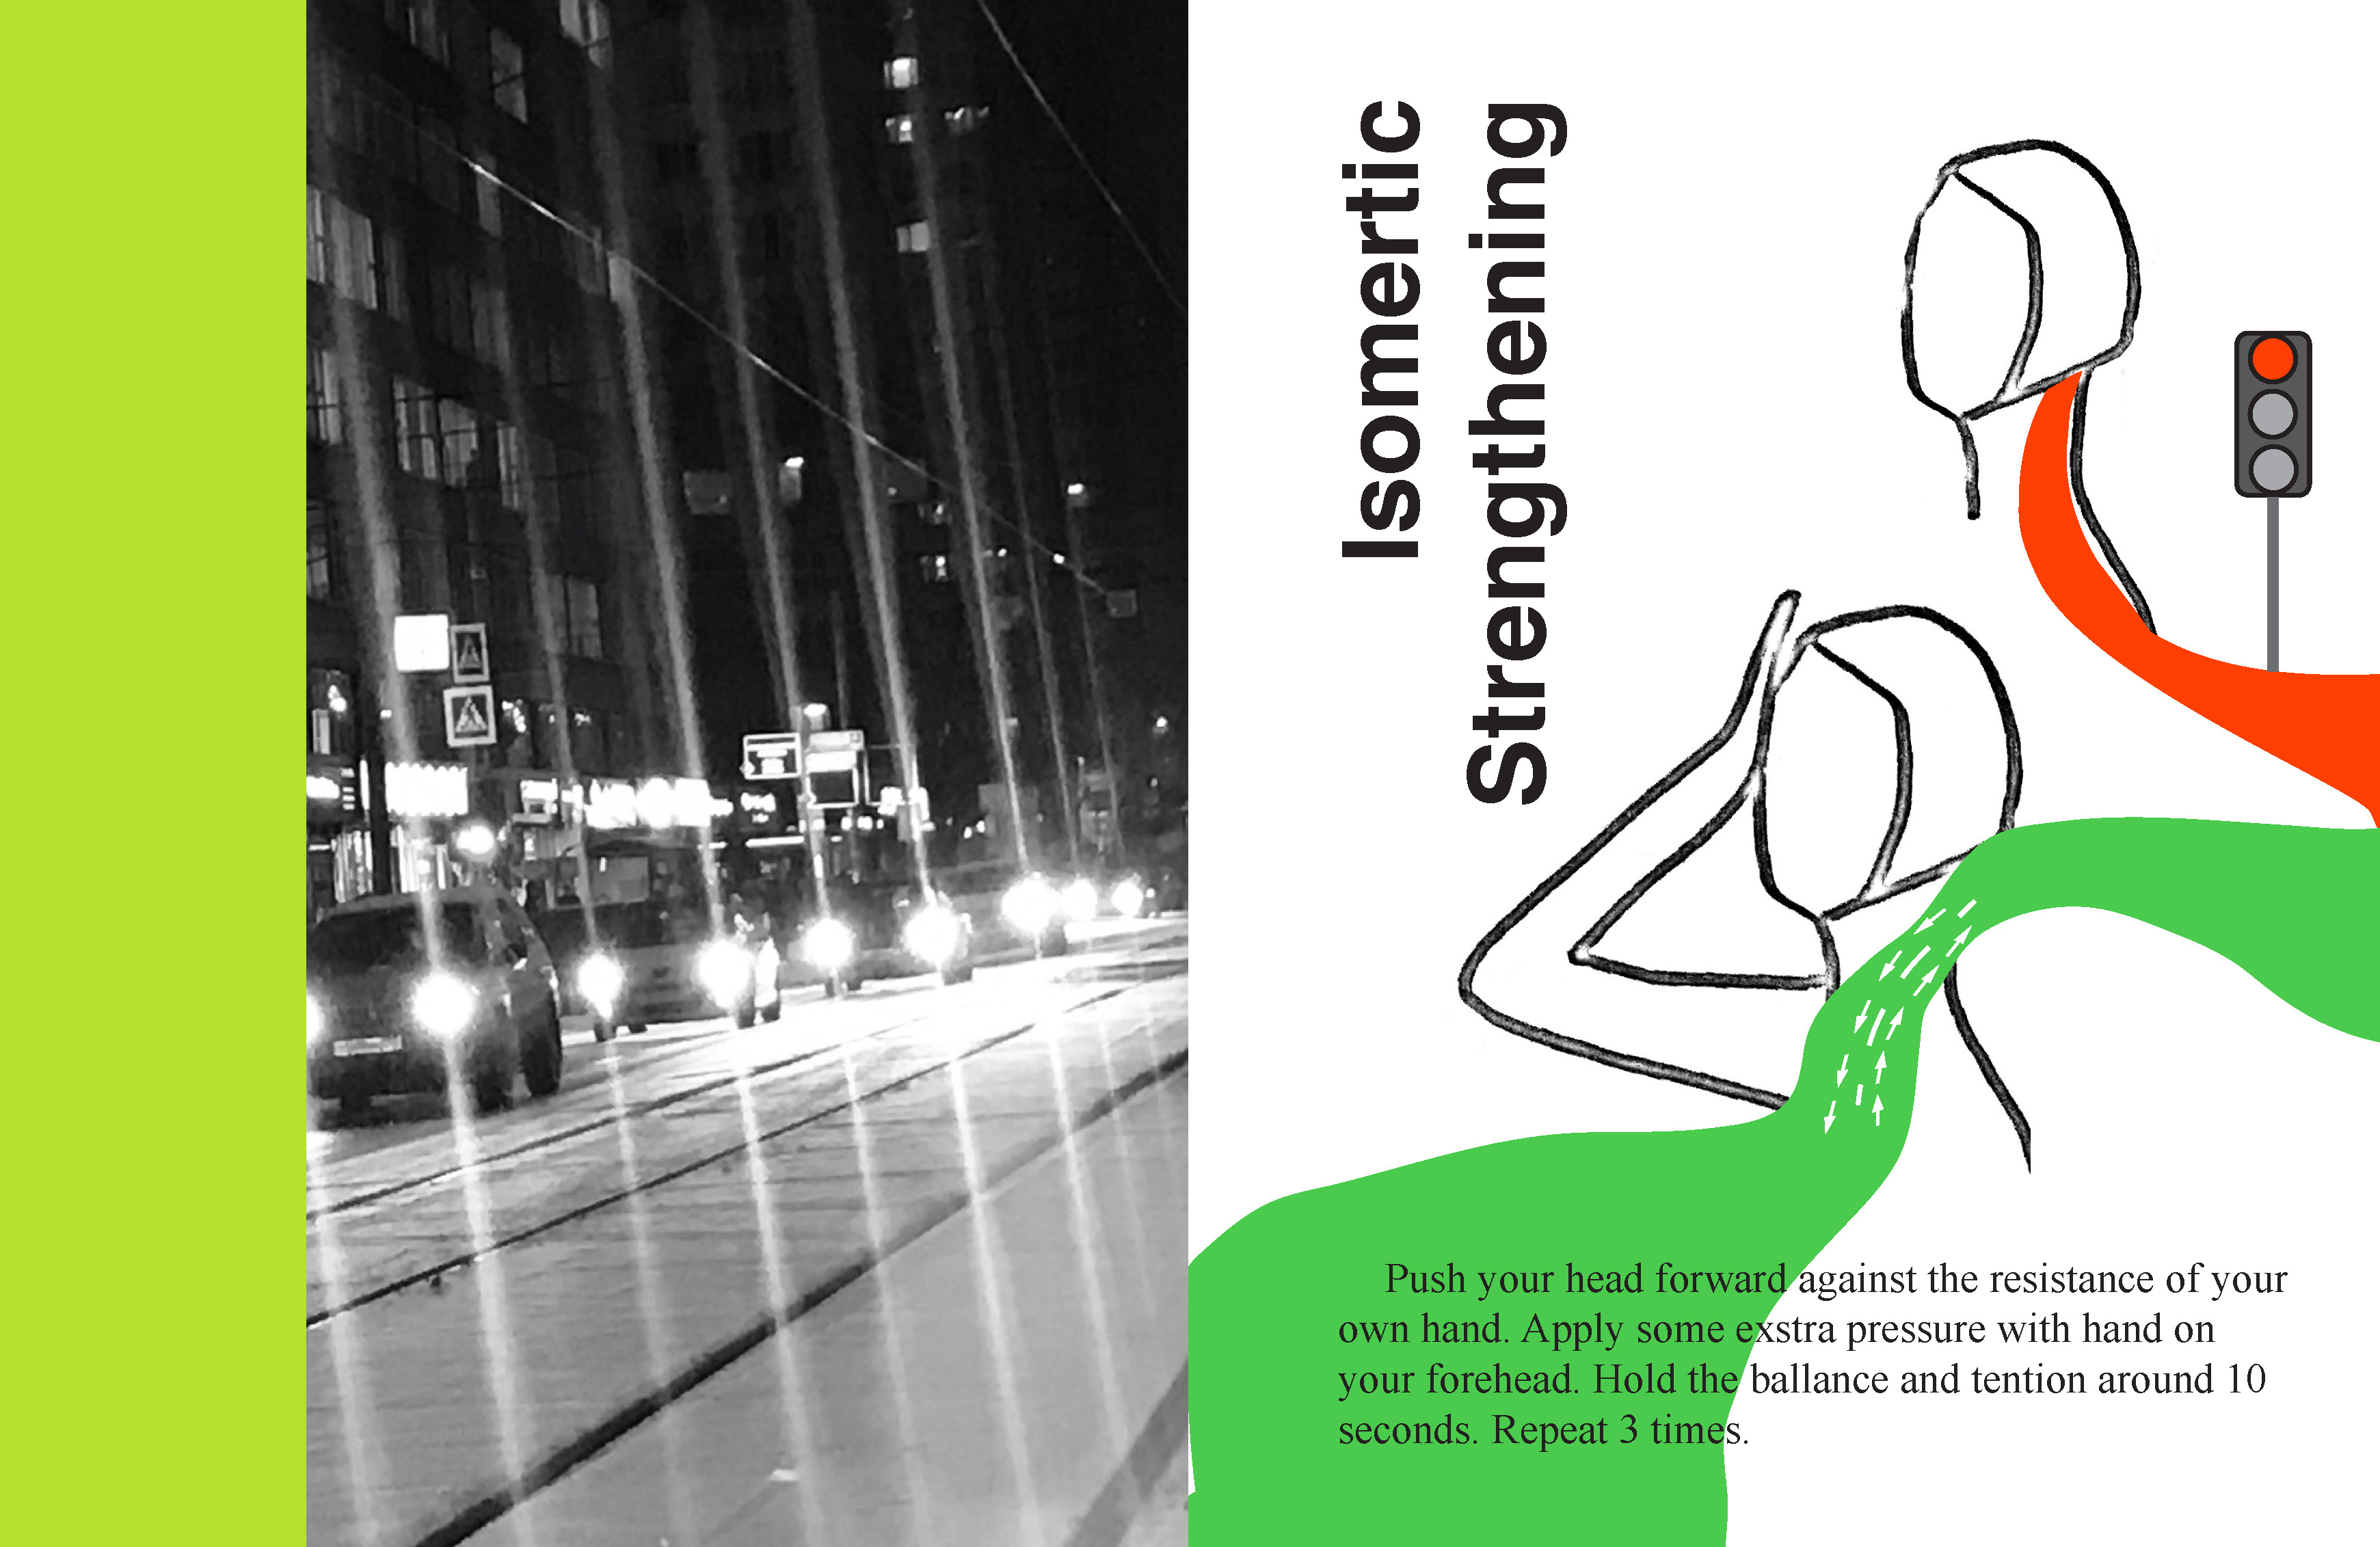 Isomertic
Strengthening
Push your head forward against the resistance of your
own hand. Apply some exstra pressure with hand on
your forehead. Hold the ballance and tention around 10
seconds. Repeat 3 times.